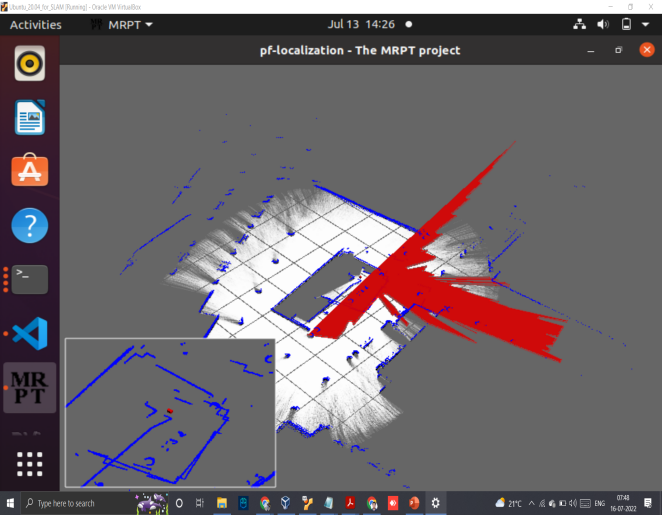 Ubuntu_20.04_for_SLAM [Running] - Oracle VM VirtualBox
Activities MRPT Jul 13 14:26
pf-localization - The MRPT project
MR
PT
Type here to search
21°C ENG 07:48
16-07-2022